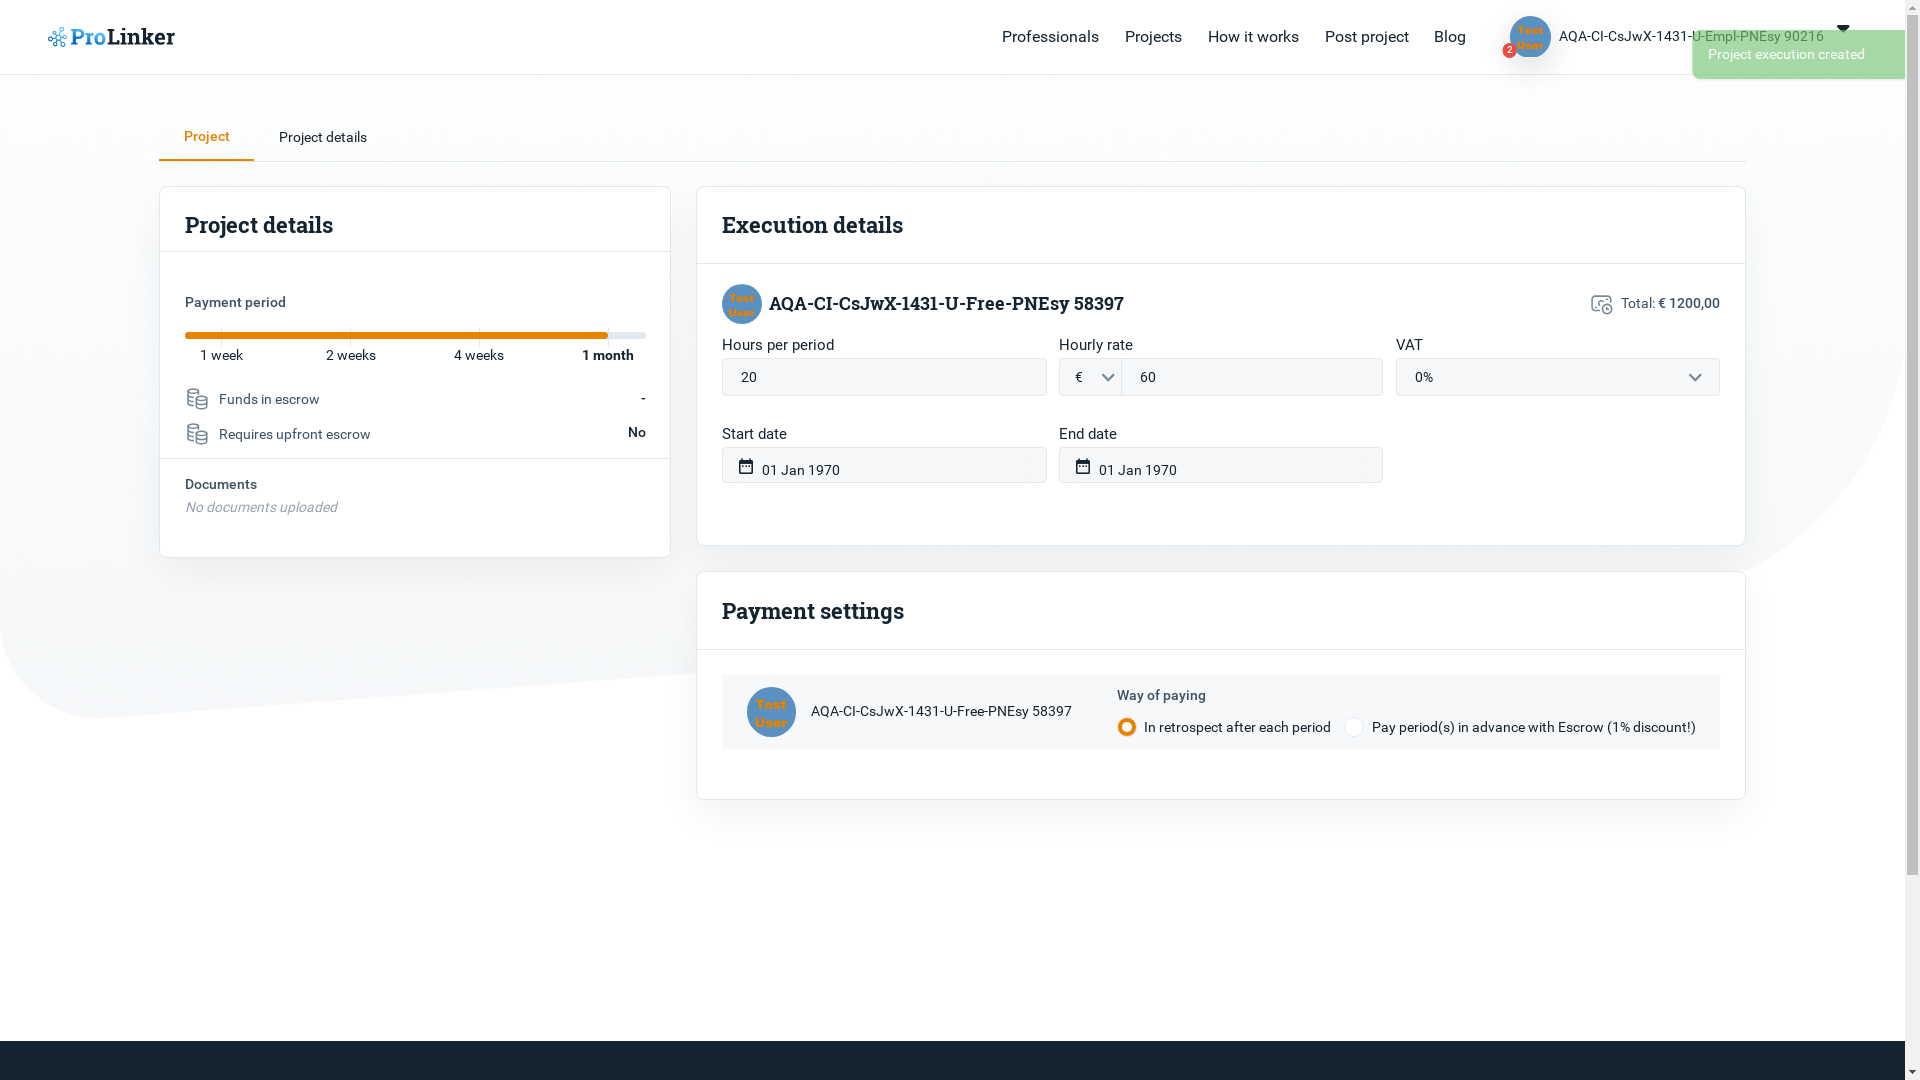 ProLinker
Professionals
Projects
How it works
Post project
Blog
Test
User
2
AQA-CI-CsJwX-1431-U-Empl-PNEsy 90216
Project execution created
Project
Project details
Project details
Payment period
1 week
2 weeks
4 weeks
1 month
Funds in escrow
-
Requires upfront escrow
No
Documents
No documents uploaded
Execution details
Test
User
AQA-CI-CsJwX-1431-U-Free-PNEsy 58397
Total: € 1200,00
Hours per period
Hourly rate
VAT
20
€
60
0%
Start date
End date
01 Jan 1970
01 Jan 1970
Payment settings
Test
User
AQA-CI-CsJwX-1431-U-Free-PNEsy 58397
Way of paying
In retrospect after each period
Pay period(s) in advance with Escrow (1% discount!)